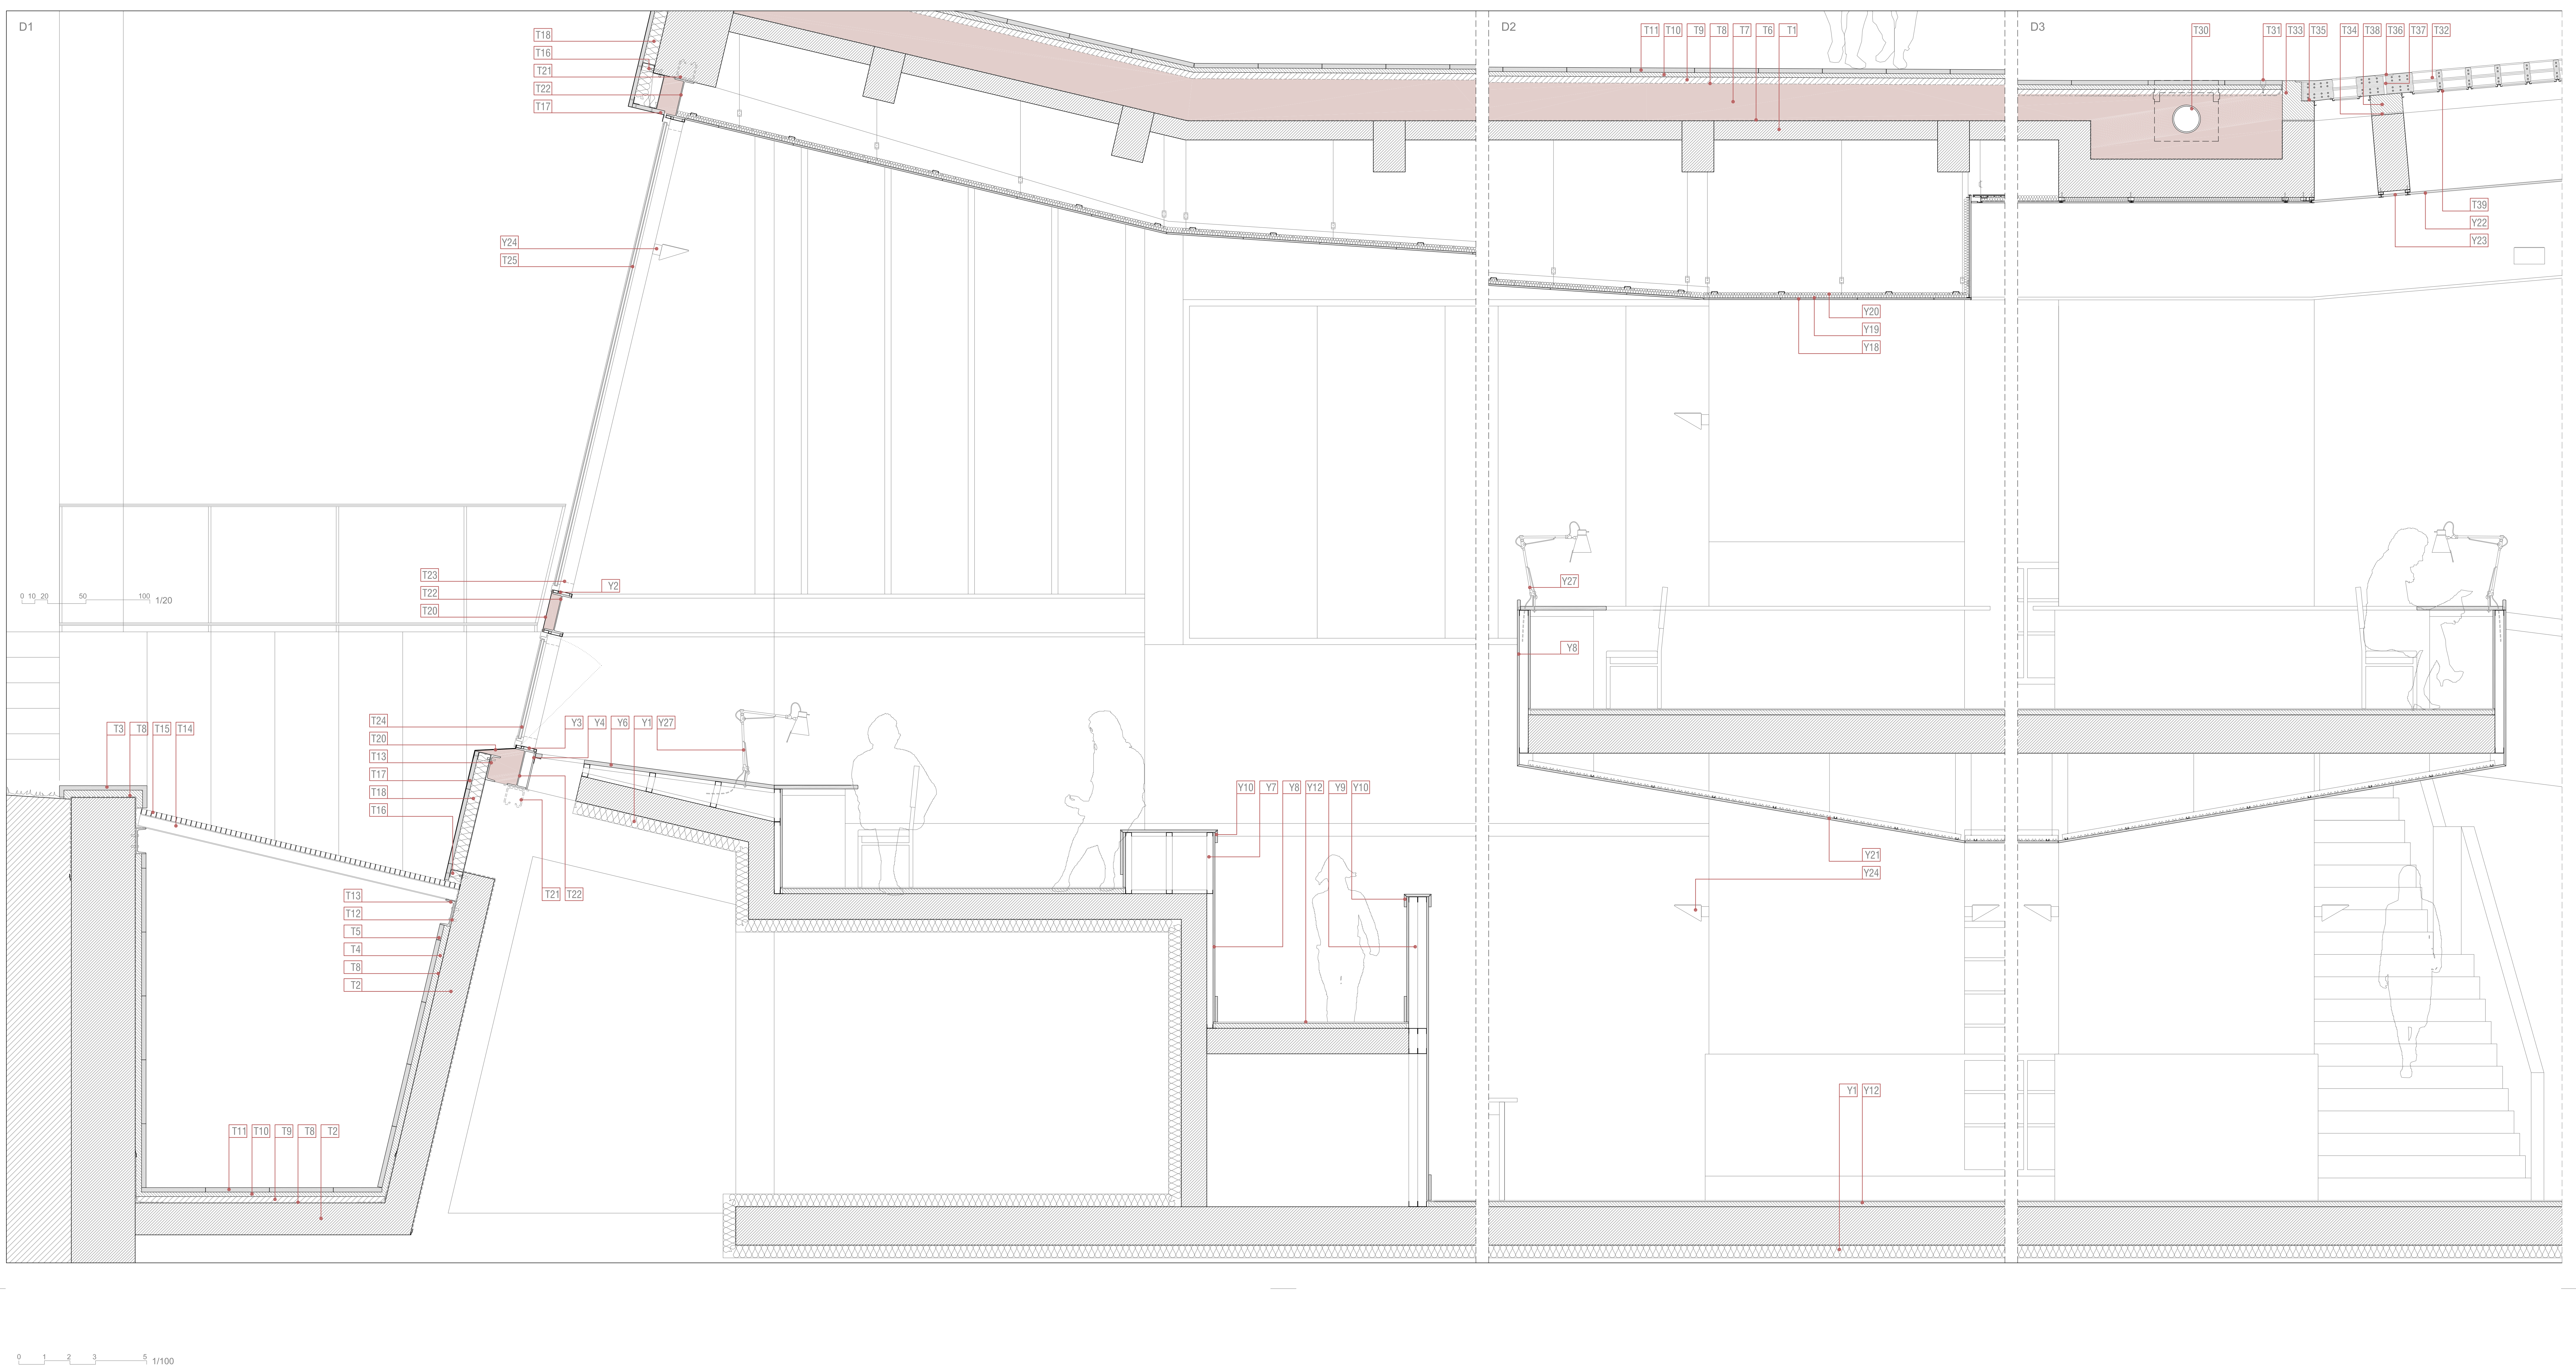 D1
D2
D3
T18
T16
T21
T22
T17
T11 T10 T9 T8 T7 T6 T1
T30
T31 T33 T35 T34 T38 T36 T37 T32
T39
Y22
Y23
Y24
T25
Y20
Y19
Y18
T23
T22
T20
Y2
0 10 20 50 100 1/20
Y27
Y8
T3 T8 T15 T14
T24
T20
T13
T17
T18
T16
Y3 Y4 Y6 Y1 Y27
Y10 Y7 Y8 Y12 Y9 Y10
T21 T22
Y21
Y24
T13
T12
T5
T4
T8
T2
Y1 Y12
T11 T10 T9 T8 T2
0 1 2 3 5 1/100